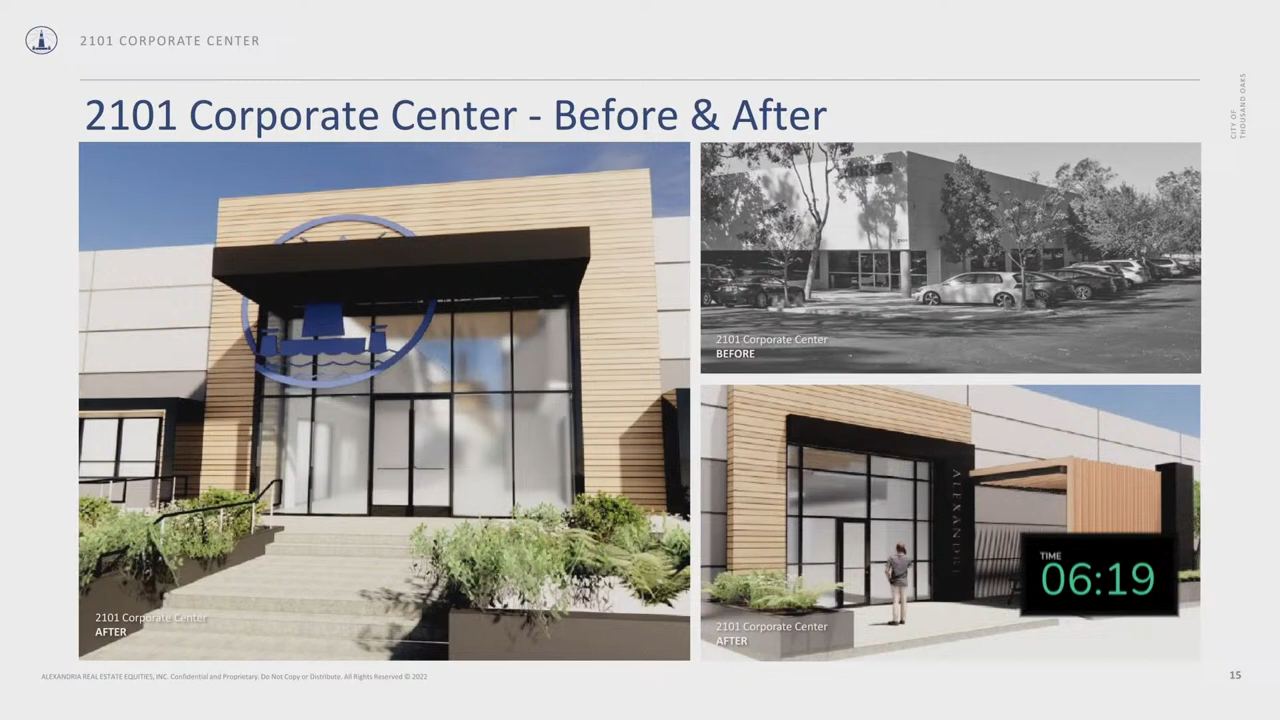 2101 CORPORATE CENTER
CITY OF
THOUSAND OAKS
2101 Corporate Center - Before & After
2101 Corporate Center
AFTER
2101 Corporate Center
BEFORE
ALEXANDRI
TIME
06:19
2101 Corporate Center
AFTER
ALEXANDRIA REAL ESTATE EQUITIES, INC. Confidential and Proprietary. Do Not Copy or Distribute. All Rights Reserved © 2022
15